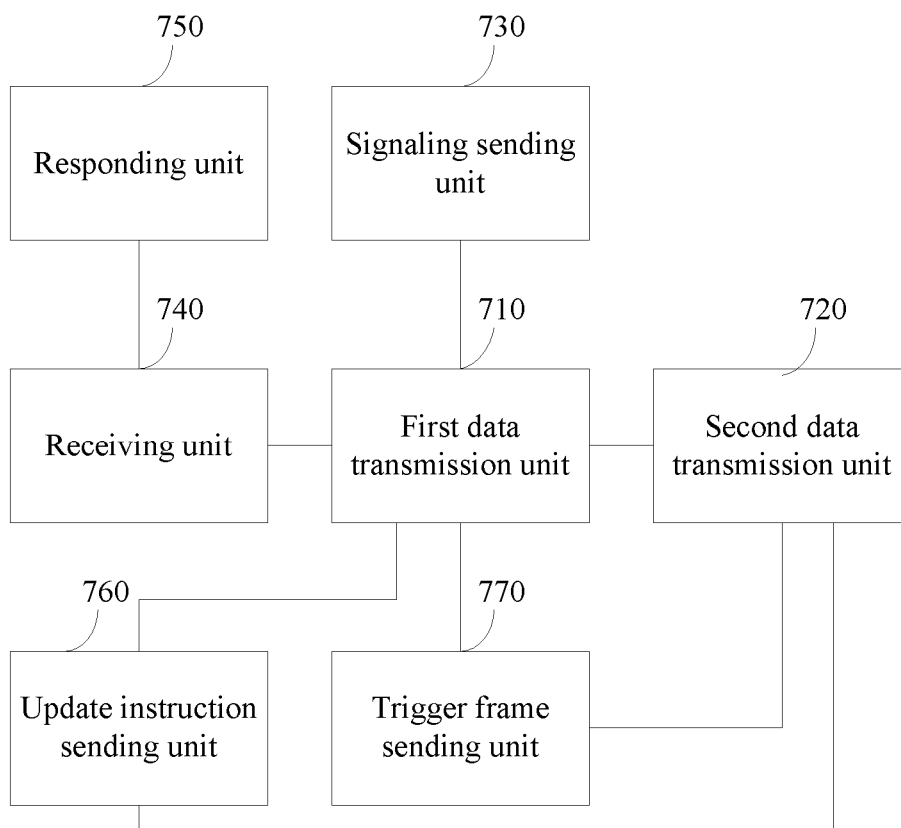 750
730
Responding unit
Signaling sending
unit
740
710
720
Receiving unit
First data
transmission unit
Second data
transmission unit
760
770
Update instruction
sending unit
Trigger frame
sending unit